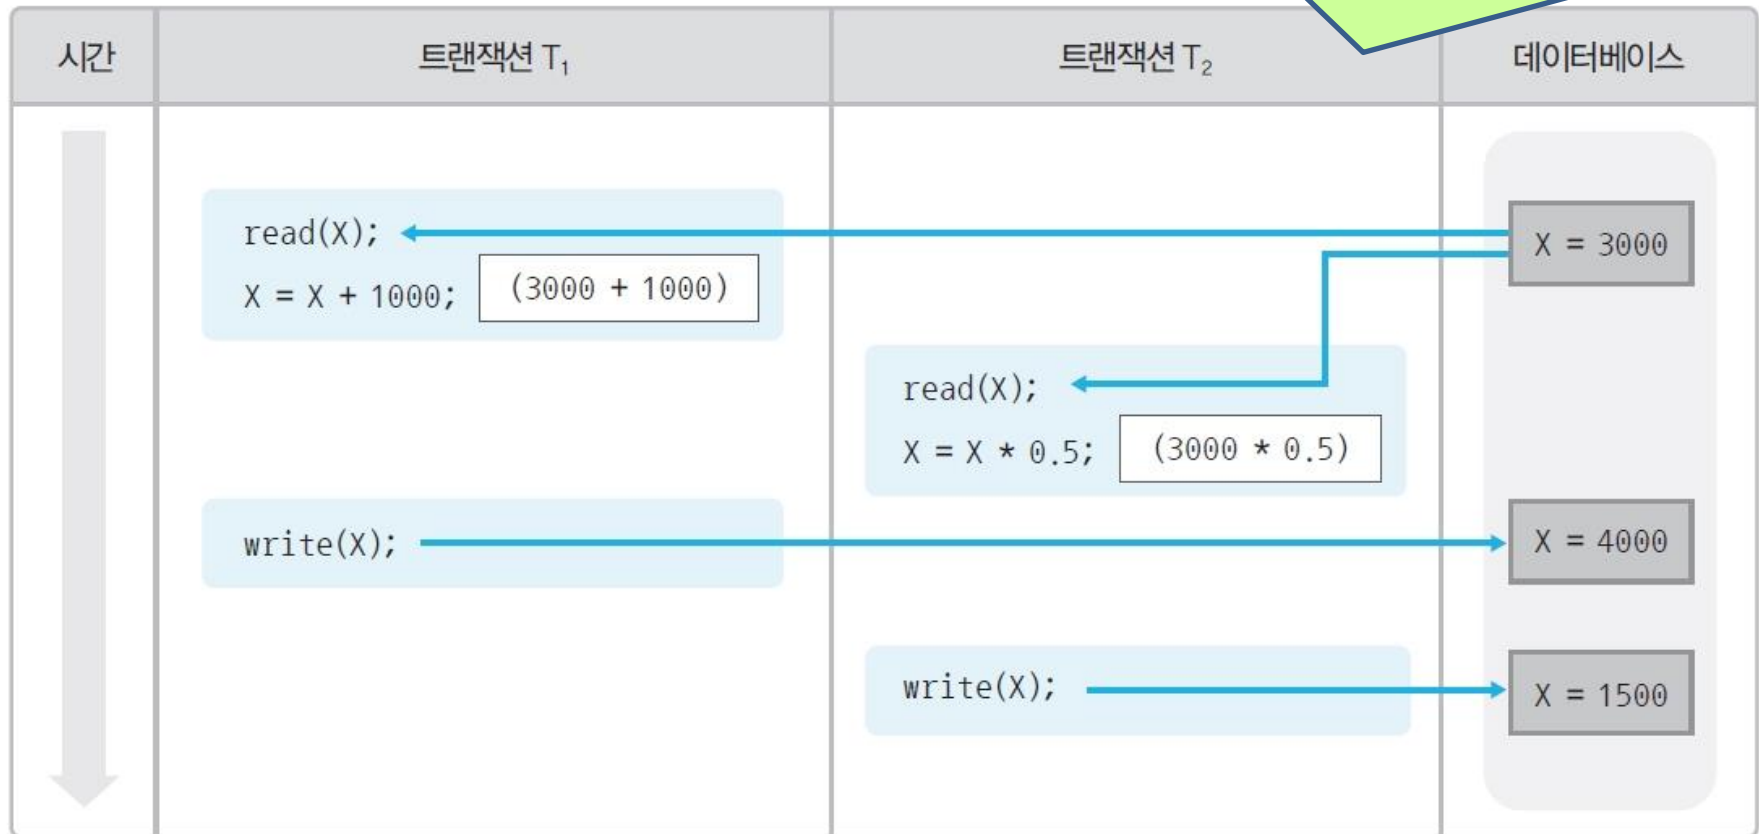 시간 트랜잭션 T₁ 트랜잭션 T₂ 데이터베이스
read(X); X = 3000
X = X + 1000; (3000 + 1000)
read(X);
X = X * 0.5; (3000 * 0.5)
write(X); X = 4000
write(X); X = 1500